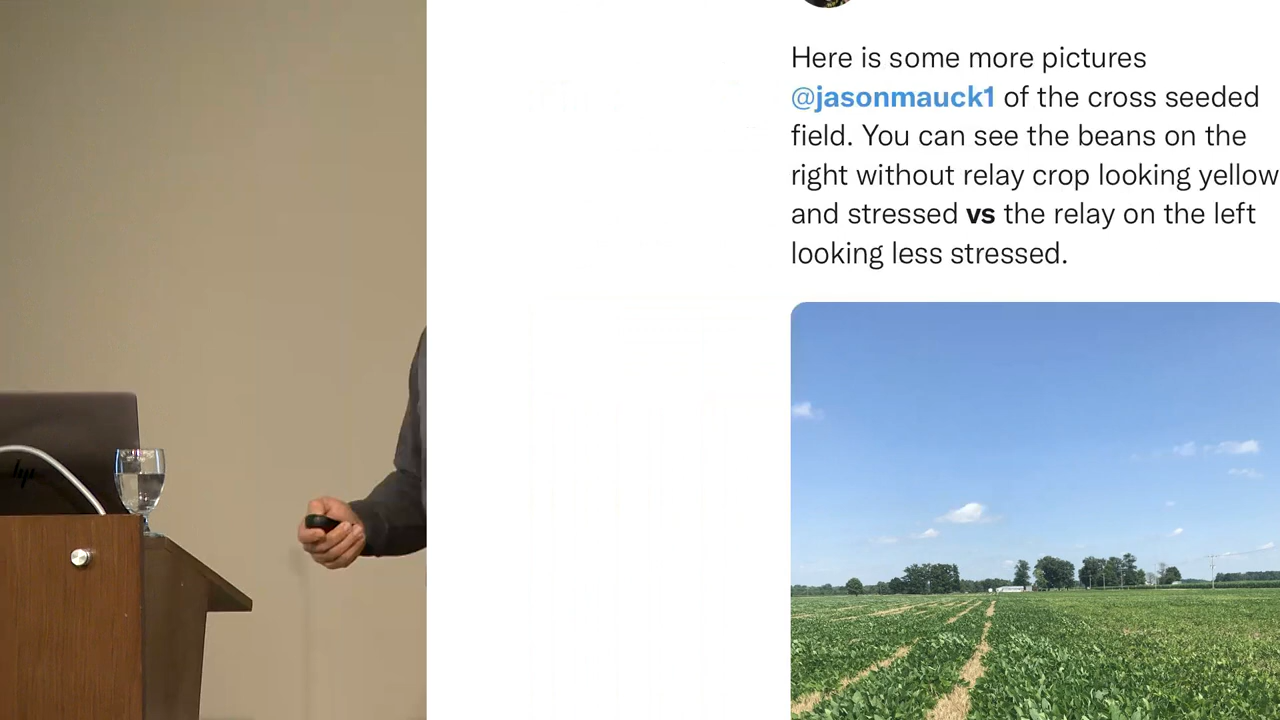 Here is some more pictures
@jasonmauck1 of the cross seeded
field. You can see the beans on the
right without relay crop looking yellow
and stressed vs the relay on the left
looking less stressed.
hp